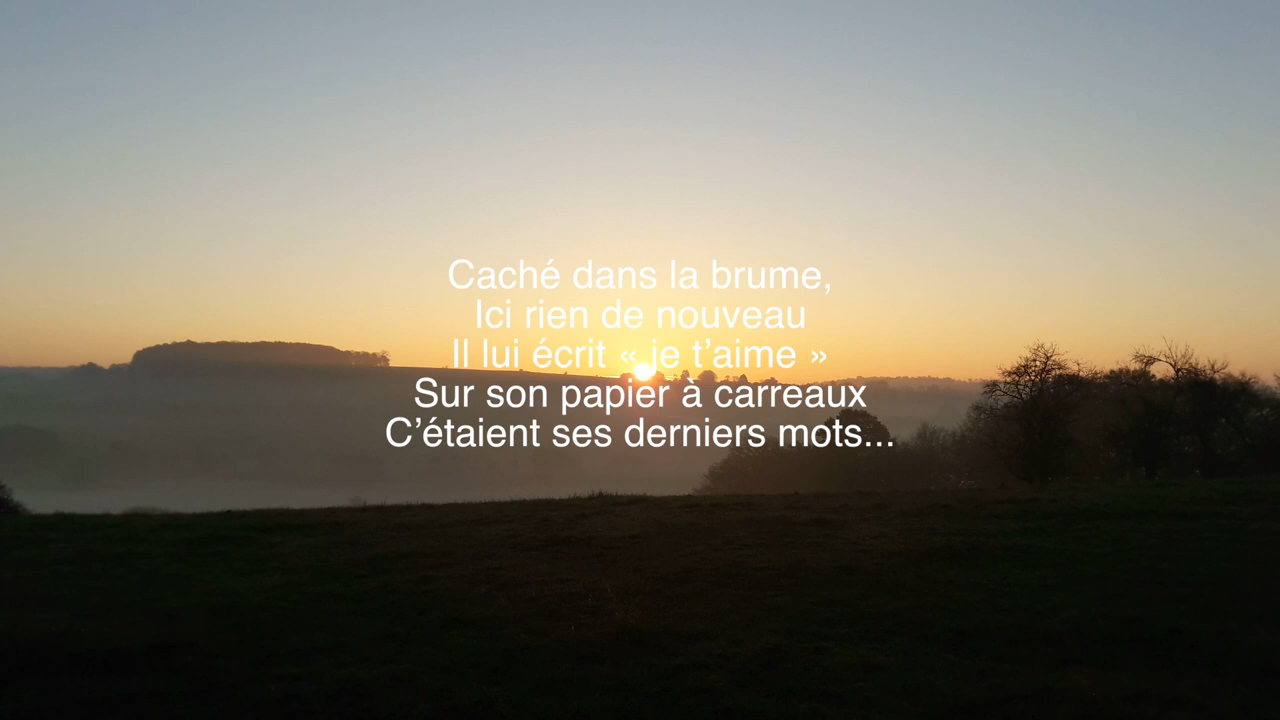 Caché dans la brume,
Ici rien de nouveau
Il lui écrit « je t’aime »
Sur son papier à carreaux
C’étaient ses derniers mots...